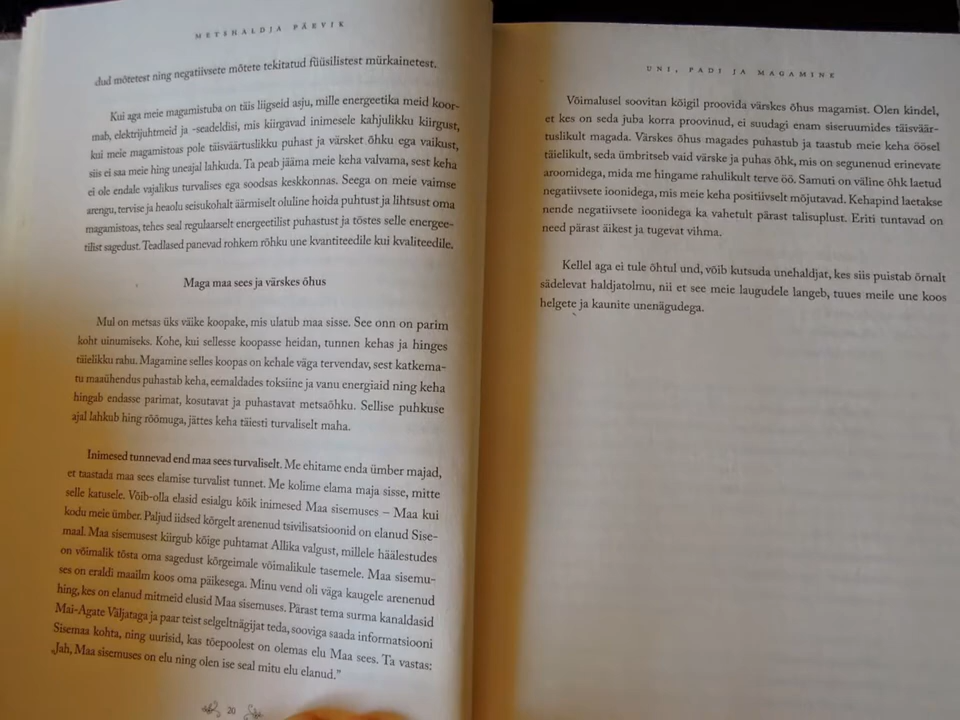 METSHALDJA PÄEVIK
dud mõtetest ning negatiivsete mõtete tekitatud füüsilistest mürkainetest.
Kui aga meie magamistuba on täis liigseid asju, mille energeetika meid koor-
mab, elektrijuhtmeid ja -seadeldisi, mis kiirgavad inimesele kahjulikku kiirgust,
kui meie magamistoas pole täisväärtuslikku puhast ja värsket õhku ega vaikust,
siis ei saa meie hing uneajal lahkuda. Ta peab jääma meie keha valvama, sest keha
ei ole endale vajalikus turvalises ega soodsas keskkonnas. Seega on meie vaimse
arengu, tervise ja heaolu seisukohalt äärmiselt oluline hoida puhtust ja lihtsust oma
magamistoas, tehes seal regulaarselt energeetilist puhastust ja tõstes selle energee-
tilist sagedust. Teadlased panevad rohkem rõhku une kvantiteedile kui kvaliteedile.
Maga maa sees ja värskes õhus
Mul on metsas üks väike koopake, mis ulatub maa sisse. See onn on parim
koht uinumiseks. Kohe, kui sellesse koopasse heidan, tunnen kehas ja hinges
täielikku rahu. Magamine selles koopas on kehale väga tervendav, sest katkema-
tu maaühendus puhastab keha, eemaldades toksiine ja vanu energiaid ning keha
hingab endasse parimat, kosutavat ja puhastavat metsaõhku. Sellise puhkuse
ajal lahkub hing rõõmuga, jättes keha täiesti turvaliselt maha.
Inimesed tunnevad end maa sees turvaliselt. Me ehitame enda ümber majad,
et taastada maa sees elamise turvalist tunnet. Me kolime elama maja sisse, mitte
selle katusele. Võib-olla elasid esialgu kõik inimesed Maa sisemuses – Maa kui
kodu meie ümber. Paljud iidsed kõrgelt arenenud tsivilisatsioonid on elanud Sise-
maal. Maa sisemusest kiirgub kõige puhtamat Allika valgust, millele häälestudes
on võimalik tõsta oma sagedust kõrgeimale võimalikule tasemele. Maa sisemu-
ses on eraldi maailm koos oma päikesega. Minu vend oli väga kaugele arenenud
hing, kes on elanud mitmeid elusid Maa sisemuses. Pärast tema surma kanaldasid
Mai-Agate Väljataga ja paar teist selgeltnägijat teda, sooviga saada informatsiooni
Sisemaa kohta, ning uurisid, kas tõepoolest on olemas elu Maa sees. Ta vastas:
„Jah, Maa sisemuses on elu ning olen ise seal mitu elu elanud.”
20
UNI, PADI JA MAGAMINE
Võimalusel soovitan kõigil proovida värskes õhus magamist. Olen kindel,
et kes on seda juba korra proovinud, ei suudagi enam siseruumides täisväär-
tuslikult magada. Värskes õhus magades puhastub ja taastub meie keha öösel
täielikult, seda ümbritseb vaid värske ja puhas õhk, mis on segunenud erinevate
aroomidega, mida me hingame rahulikult terve öö. Samuti on väline õhk laetud
negatiivsete ioonidega, mis meie keha positiivselt mõjutavad. Kehapind laetakse
nende negatiivsete ioonidega ka vahetult pärast talisuplust. Eriti tuntavad on
need pärast äikest ja tugevat vihma.
Kellel aga ei tule õhtul und, võib kutsuda unehaldjat, kes siis puistab õrnalt
sädelevat haldjatolmu, nii et see meie laugudele langeb, tuues meile une koos
helgete ja kaunite unenägudega.